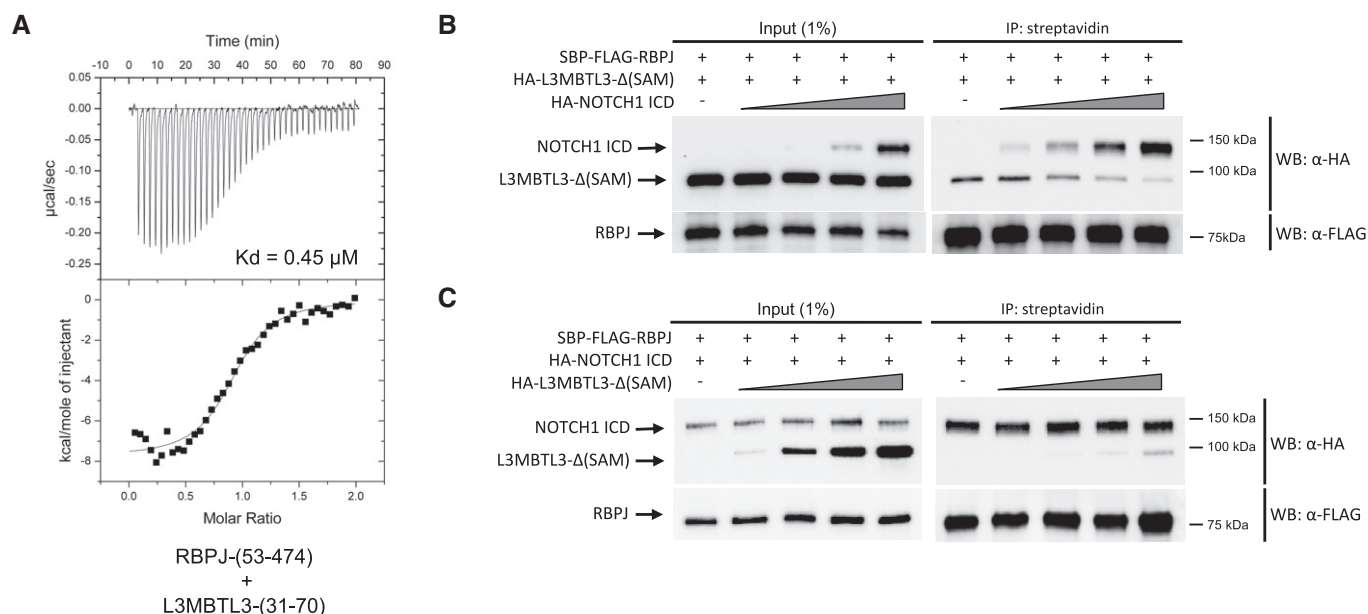 A
Time (min)
-10 0 10 20 30 40 50 60 70 80 90
0.05
0.00
-0.05
-0.10
-0.15
-0.20
-0.25
µcal/sec
Kd = 0.45 µM
0
-2
-4
-6
-8
kcal/mole of injectant
0.0 0.5 1.0 1.5 2.0
Molar Ratio
RBPJ-(53-474)
+
L3MBTL3-(31-70)
B
Input (1%) IP: streptavidin
SBP-FLAG-RBPJ + + + + + + + + + +
HA-L3MBTL3-Δ(SAM) + + + + + + + + + +
HA-NOTCH1 ICD - -
NOTCH1 ICD
L3MBTL3-Δ(SAM)
RBPJ
150 kDa
100 kDa
75kDa
WB: α-HA
WB: α-FLAG
C
Input (1%) IP: streptavidin
SBP-FLAG-RBPJ + + + + + + + + + +
HA-NOTCH1 ICD + + + + + + + + + +
HA-L3MBTL3-Δ(SAM) - -
NOTCH1 ICD
L3MBTL3-Δ(SAM)
RBPJ
150 kDa
100 kDa
75 kDa
WB: α-HA
WB: α-FLAG